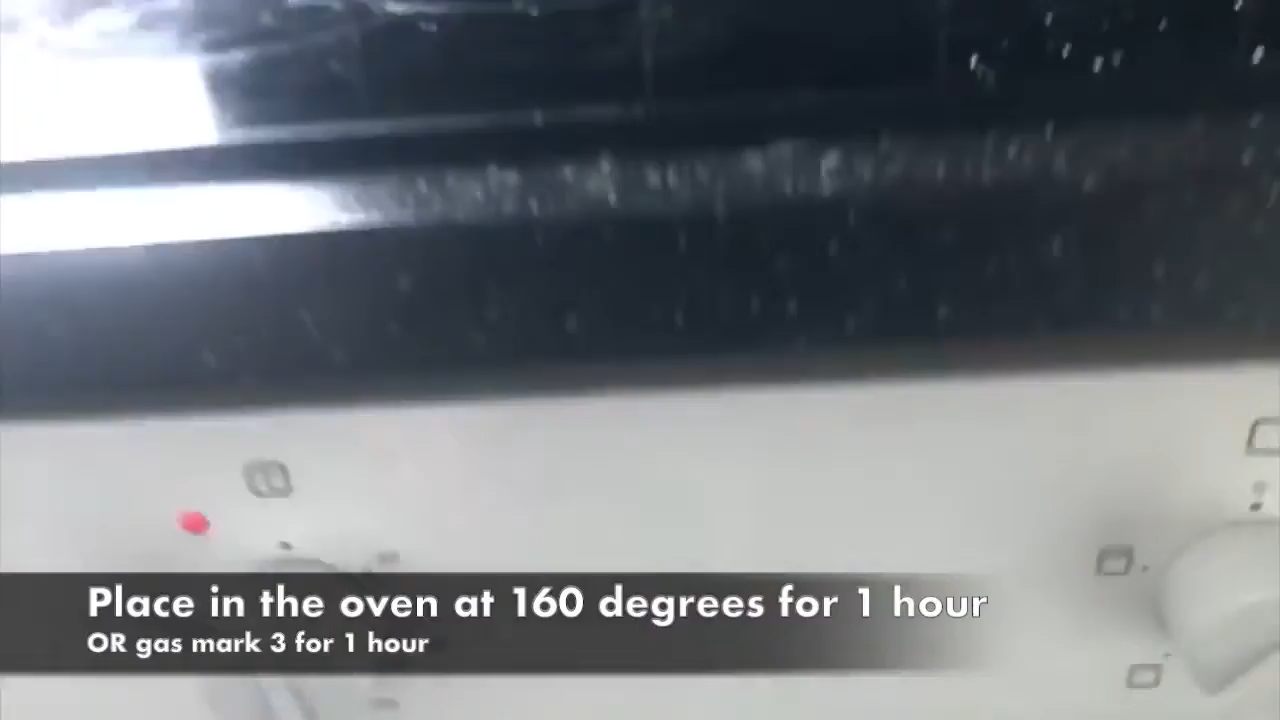 Place in the oven at 160 degrees for 1 hour
OR gas mark 3 for 1 hour